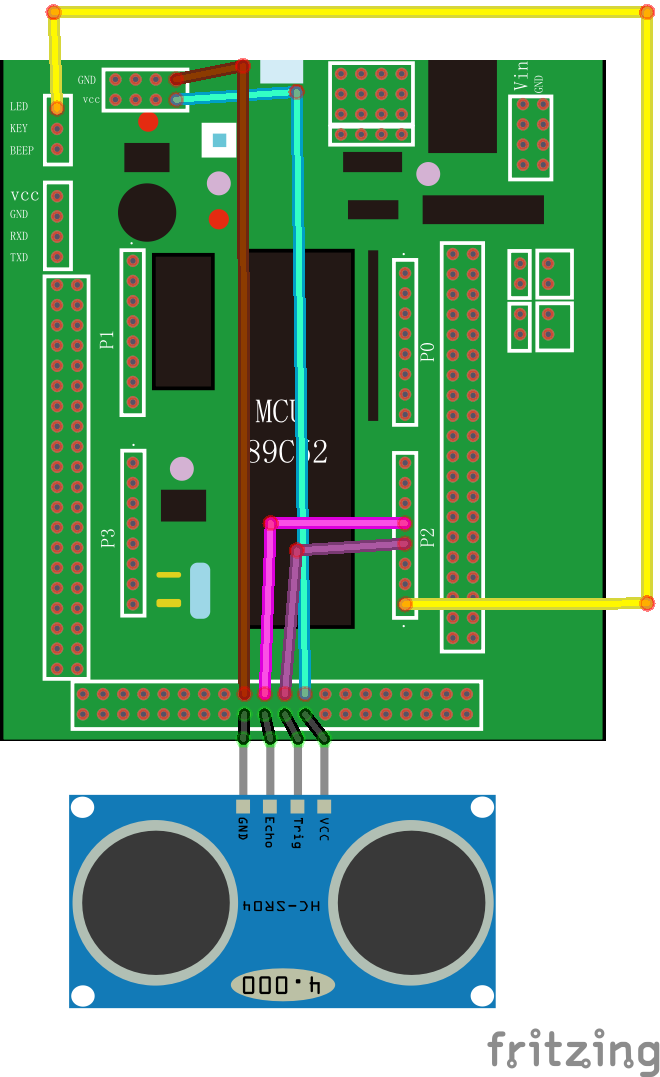 GND
vcc
LED
KEY
BEEP
Vin
GND
VCC
GND
RXD
TXD
P1
P0
MCU
89C52
P3
P2
GND
Echo
Trig
VCC
HC-SR04
4.000
fritzing